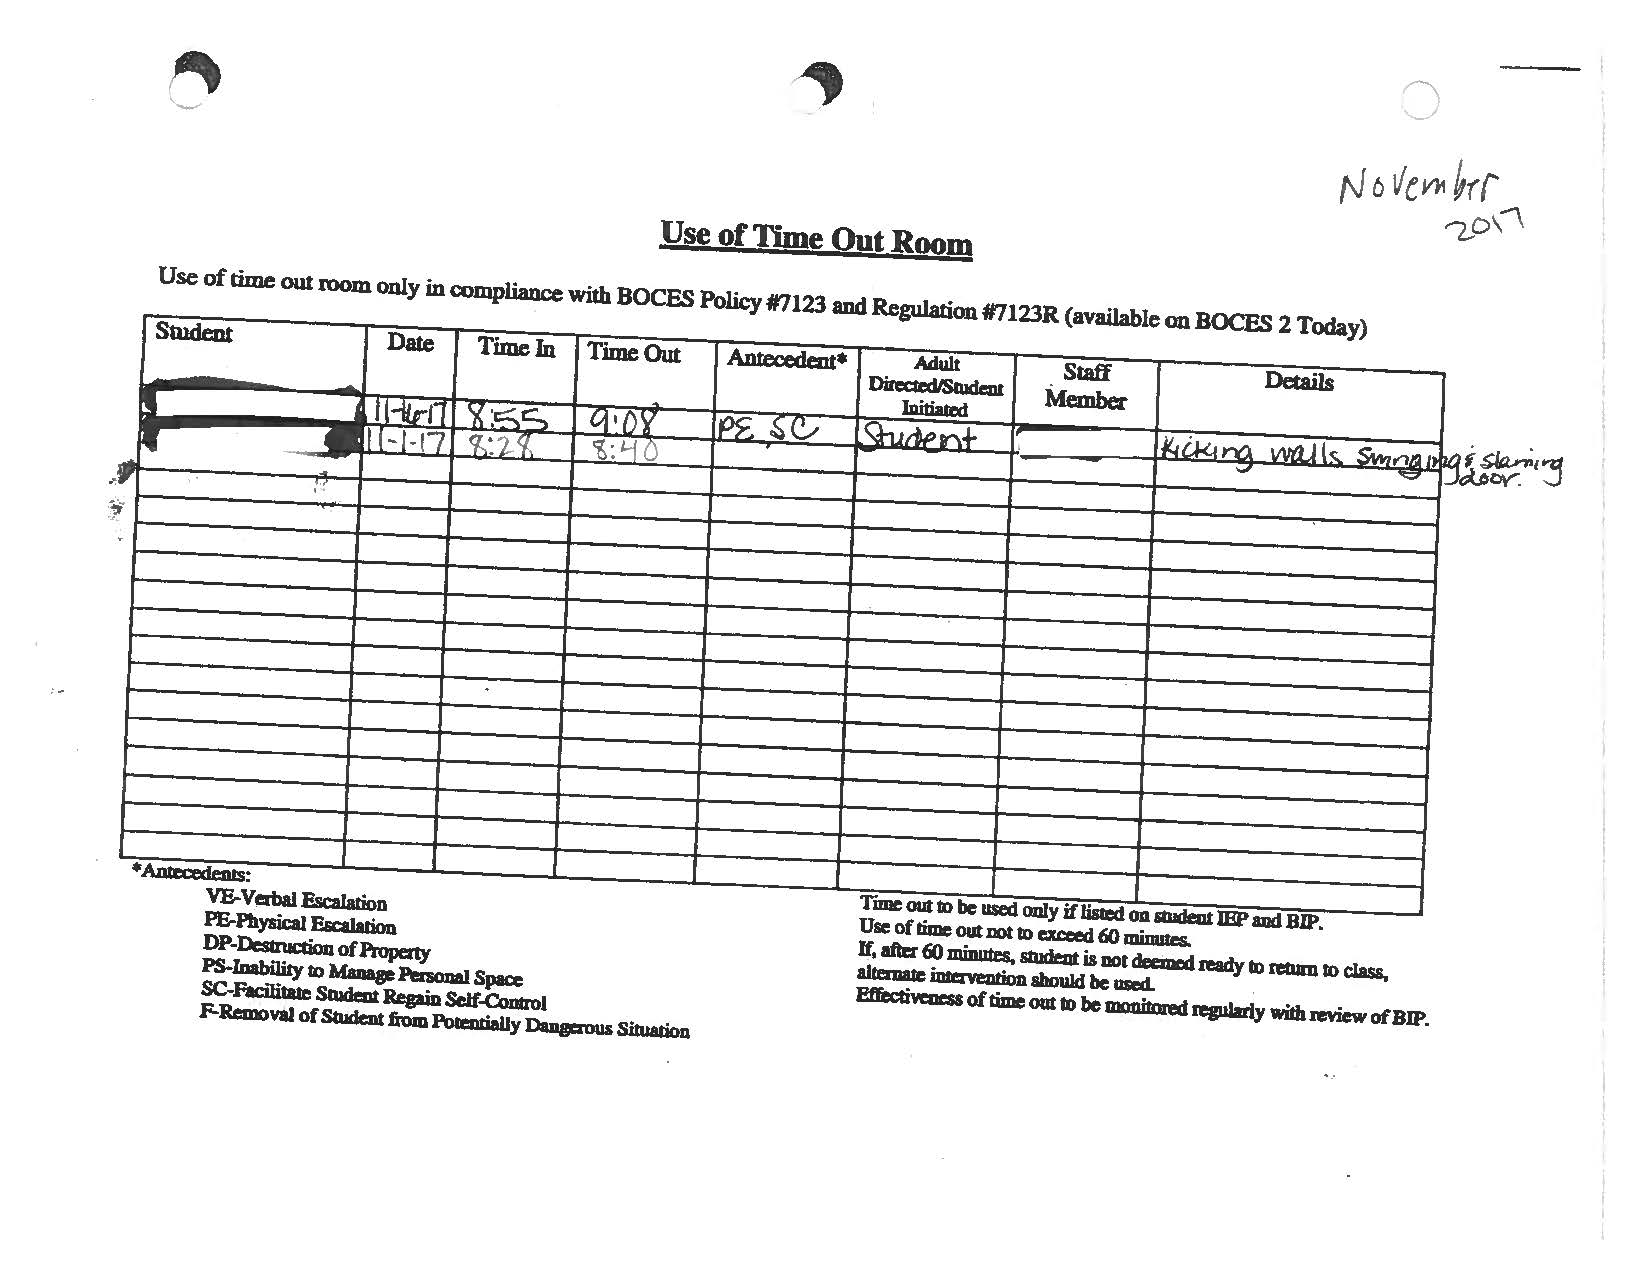 November
2017
Use of Time Out Room
Use of time out room only in compliance with BOCES Policy #7123 and Regulation #7123R (available on BOCES 2 Today)
Student Date Time In Time Out Antecedent* Adult Directed/Student Initiated Staff Member Details
11-6-17 8:55 9:08 PE, SC Student Kicking walls swinging & slaming door.
11-1-17 8:28 8:40
*Antecedents:
VE-Verbal Escalation
PE-Physical Escalation
DP-Destruction of Property
PS-Inability to Manage Personal Space
SC-Facilitate Student Regain Self-Control
F-Removal of Student from Potentially Dangerous Situation
Time out to be used only if listed on student IEP and BIP.
Use of time out not to exceed 60 minutes.
If, after 60 minutes, student is not deemed ready to return to class,
alternate intervention should be used.
Effectiveness of time out to be monitored regularly with review of BIP.